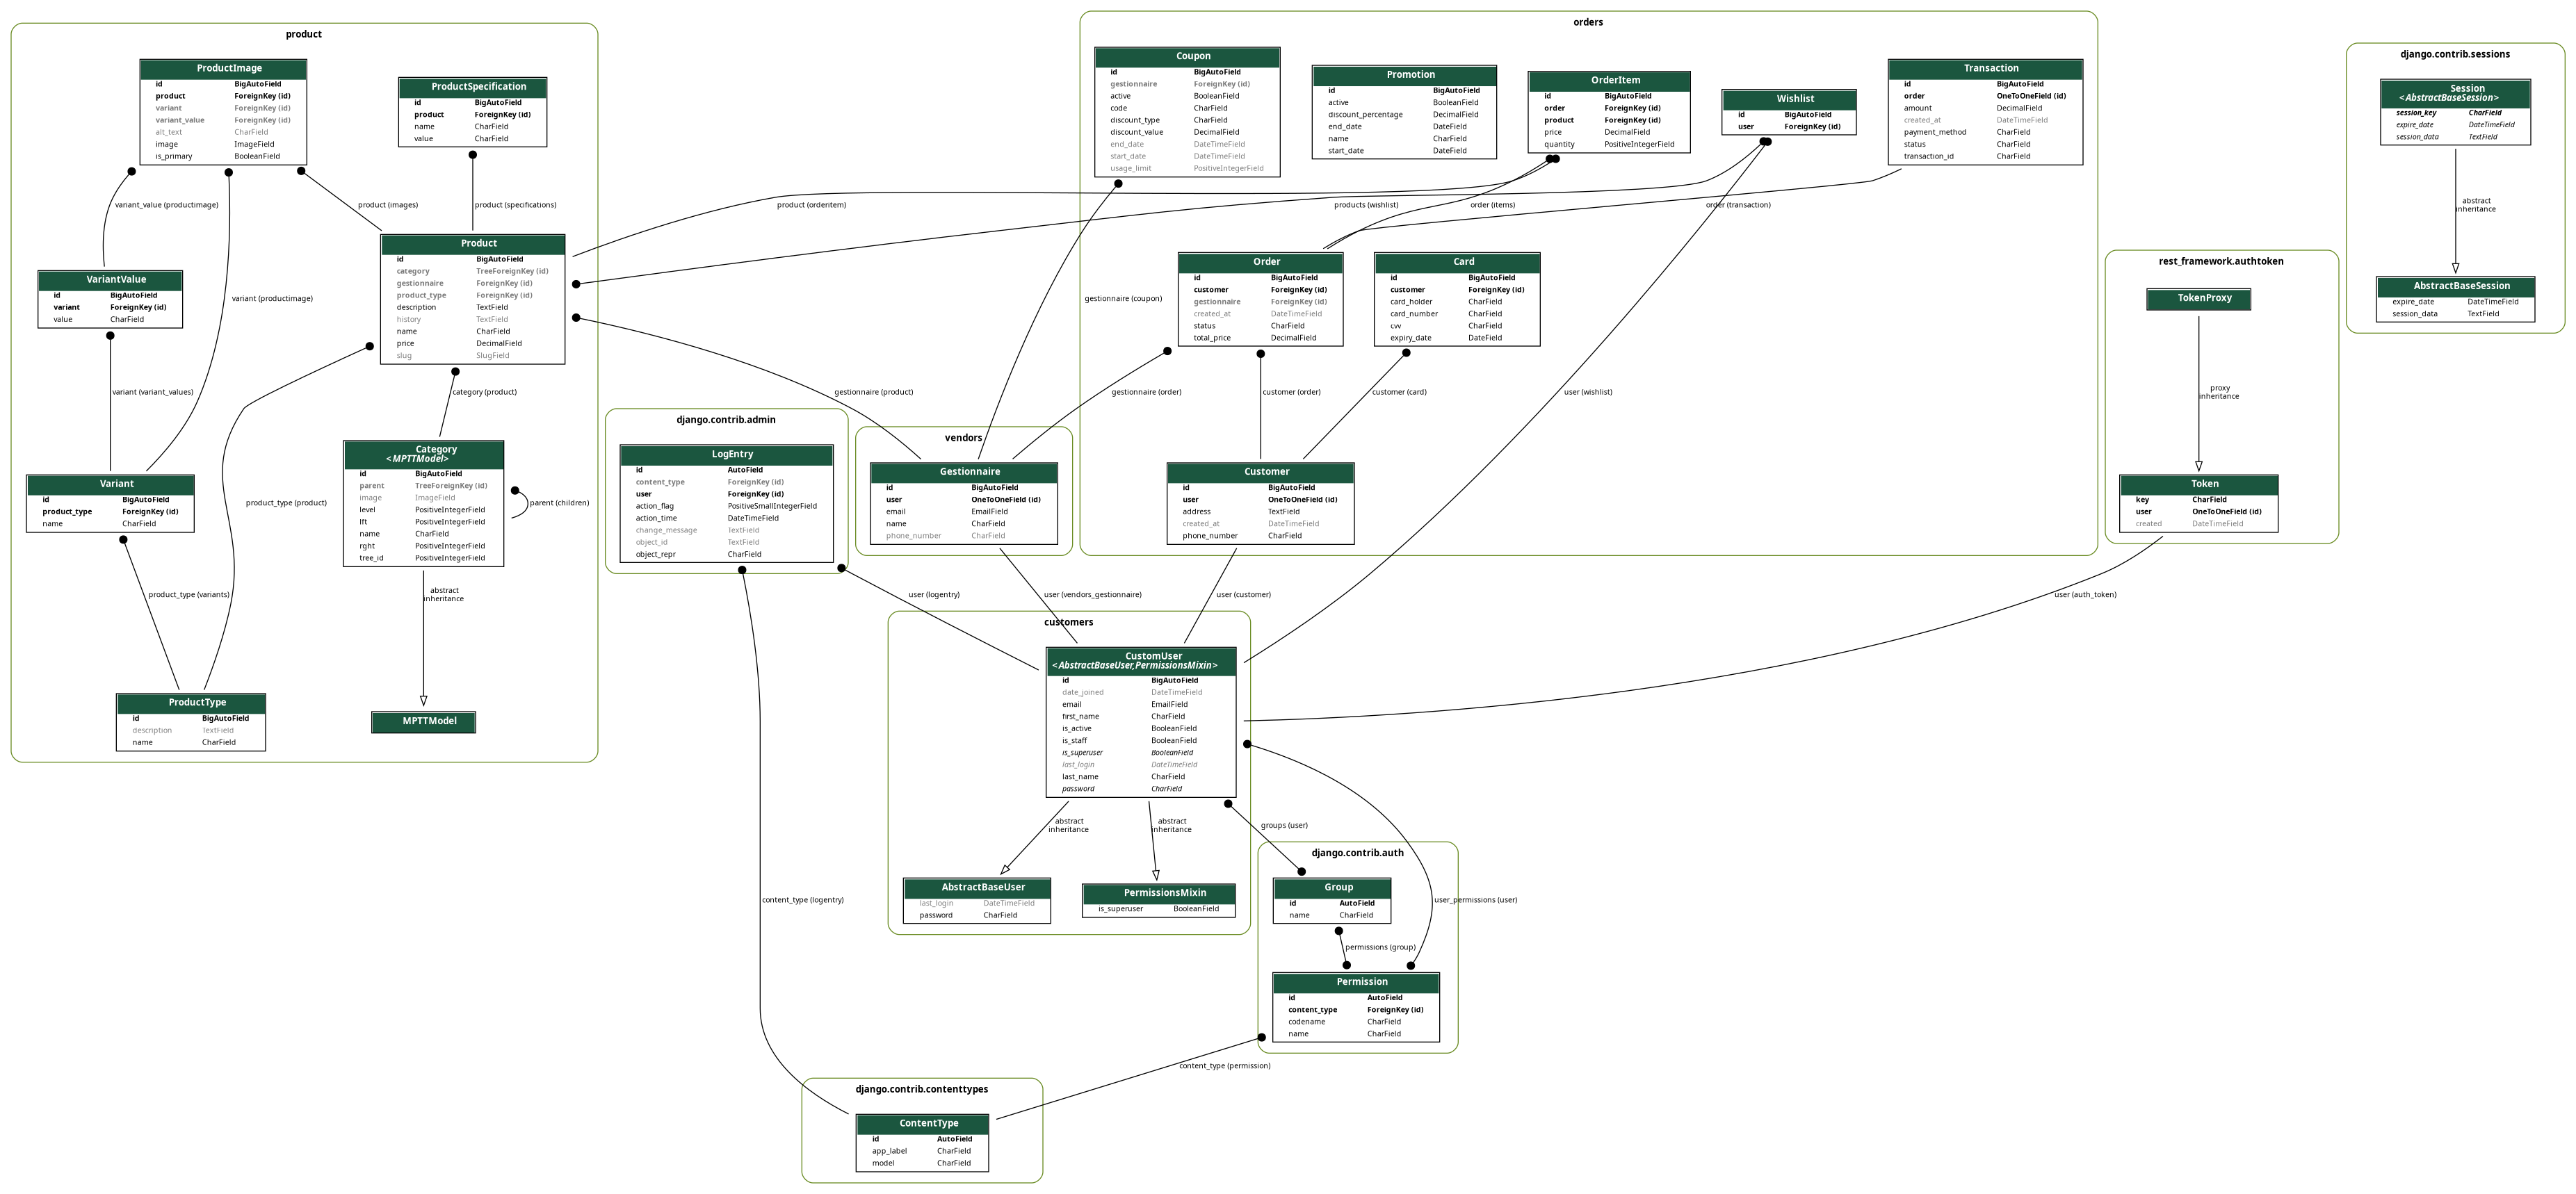 product
ProductImage
id BigAutoField
product ForeignKey (id)
variant ForeignKey (id)
variant_value ForeignKey (id)
alt_text CharField
image ImageField
is_primary BooleanField
ProductSpecification
id BigAutoField
product ForeignKey (id)
name CharField
value CharField
variant_value (productimage)
product (images)
product (specifications)
Product
id BigAutoField
category TreeForeignKey (id)
gestionnaire ForeignKey (id)
product_type ForeignKey (id)
description TextField
history TextField
name CharField
price DecimalField
slug SlugField
VariantValue
id BigAutoField
variant ForeignKey (id)
value CharField
variant (productimage)
variant (variant_values)
category (product)
Category
<MPTTModel>
id BigAutoField
parent TreeForeignKey (id)
image ImageField
level PositiveIntegerField
lft PositiveIntegerField
name CharField
rght PositiveIntegerField
tree_id PositiveIntegerField
parent (children)
Variant
id BigAutoField
product_type ForeignKey (id)
name CharField
product_type (product)
product_type (variants)
abstract
inheritance
ProductType
id BigAutoField
description TextField
name CharField
MPTTModel
orders
Coupon
id BigAutoField
gestionnaire ForeignKey (id)
active BooleanField
code CharField
discount_type CharField
discount_value DecimalField
end_date DateTimeField
start_date DateTimeField
usage_limit PositiveIntegerField
Promotion
id BigAutoField
active BooleanField
discount_percentage DecimalField
end_date DateField
name CharField
start_date DateField
OrderItem
id BigAutoField
order ForeignKey (id)
product ForeignKey (id)
price DecimalField
quantity PositiveIntegerField
Wishlist
id BigAutoField
user ForeignKey (id)
Transaction
id BigAutoField
order OneToOneField (id)
amount DecimalField
created_at DateTimeField
payment_method CharField
status CharField
transaction_id CharField
product (orderitem)
products (wishlist)
order (items)
order (transaction)
Order
id BigAutoField
customer ForeignKey (id)
gestionnaire ForeignKey (id)
created_at DateTimeField
status CharField
total_price DecimalField
Card
id BigAutoField
customer ForeignKey (id)
card_holder CharField
card_number CharField
cvv CharField
expiry_date DateField
gestionnaire (coupon)
gestionnaire (product)
gestionnaire (order)
customer (order)
customer (card)
user (wishlist)
Customer
id BigAutoField
user OneToOneField (id)
address TextField
created_at DateTimeField
phone_number CharField
django.contrib.admin
LogEntry
id AutoField
content_type ForeignKey (id)
user ForeignKey (id)
action_flag PositiveSmallIntegerField
action_time DateTimeField
change_message TextField
object_id TextField
object_repr CharField
vendors
Gestionnaire
id BigAutoField
user OneToOneField (id)
email EmailField
name CharField
phone_number CharField
user (logentry)
user (vendors_gestionnaire)
user (customer)
user (auth_token)
customers
CustomUser
<AbstractBaseUser,PermissionsMixin>
id BigAutoField
date_joined DateTimeField
email EmailField
first_name CharField
is_active BooleanField
is_staff BooleanField
is_superuser BooleanField
last_login DateTimeField
last_name CharField
password CharField
abstract
inheritance
abstract
inheritance
groups (user)
AbstractBaseUser
last_login DateTimeField
password CharField
PermissionsMixin
is_superuser BooleanField
django.contrib.auth
Group
id AutoField
name CharField
user_permissions (user)
permissions (group)
Permission
id AutoField
content_type ForeignKey (id)
codename CharField
name CharField
content_type (logentry)
content_type (permission)
django.contrib.contenttypes
ContentType
id AutoField
app_label CharField
model CharField
rest_framework.authtoken
TokenProxy
proxy
inheritance
Token
key CharField
user OneToOneField (id)
created DateTimeField
django.contrib.sessions
Session
<AbstractBaseSession>
session_key CharField
expire_date DateTimeField
session_data TextField
abstract
inheritance
AbstractBaseSession
expire_date DateTimeField
session_data TextField